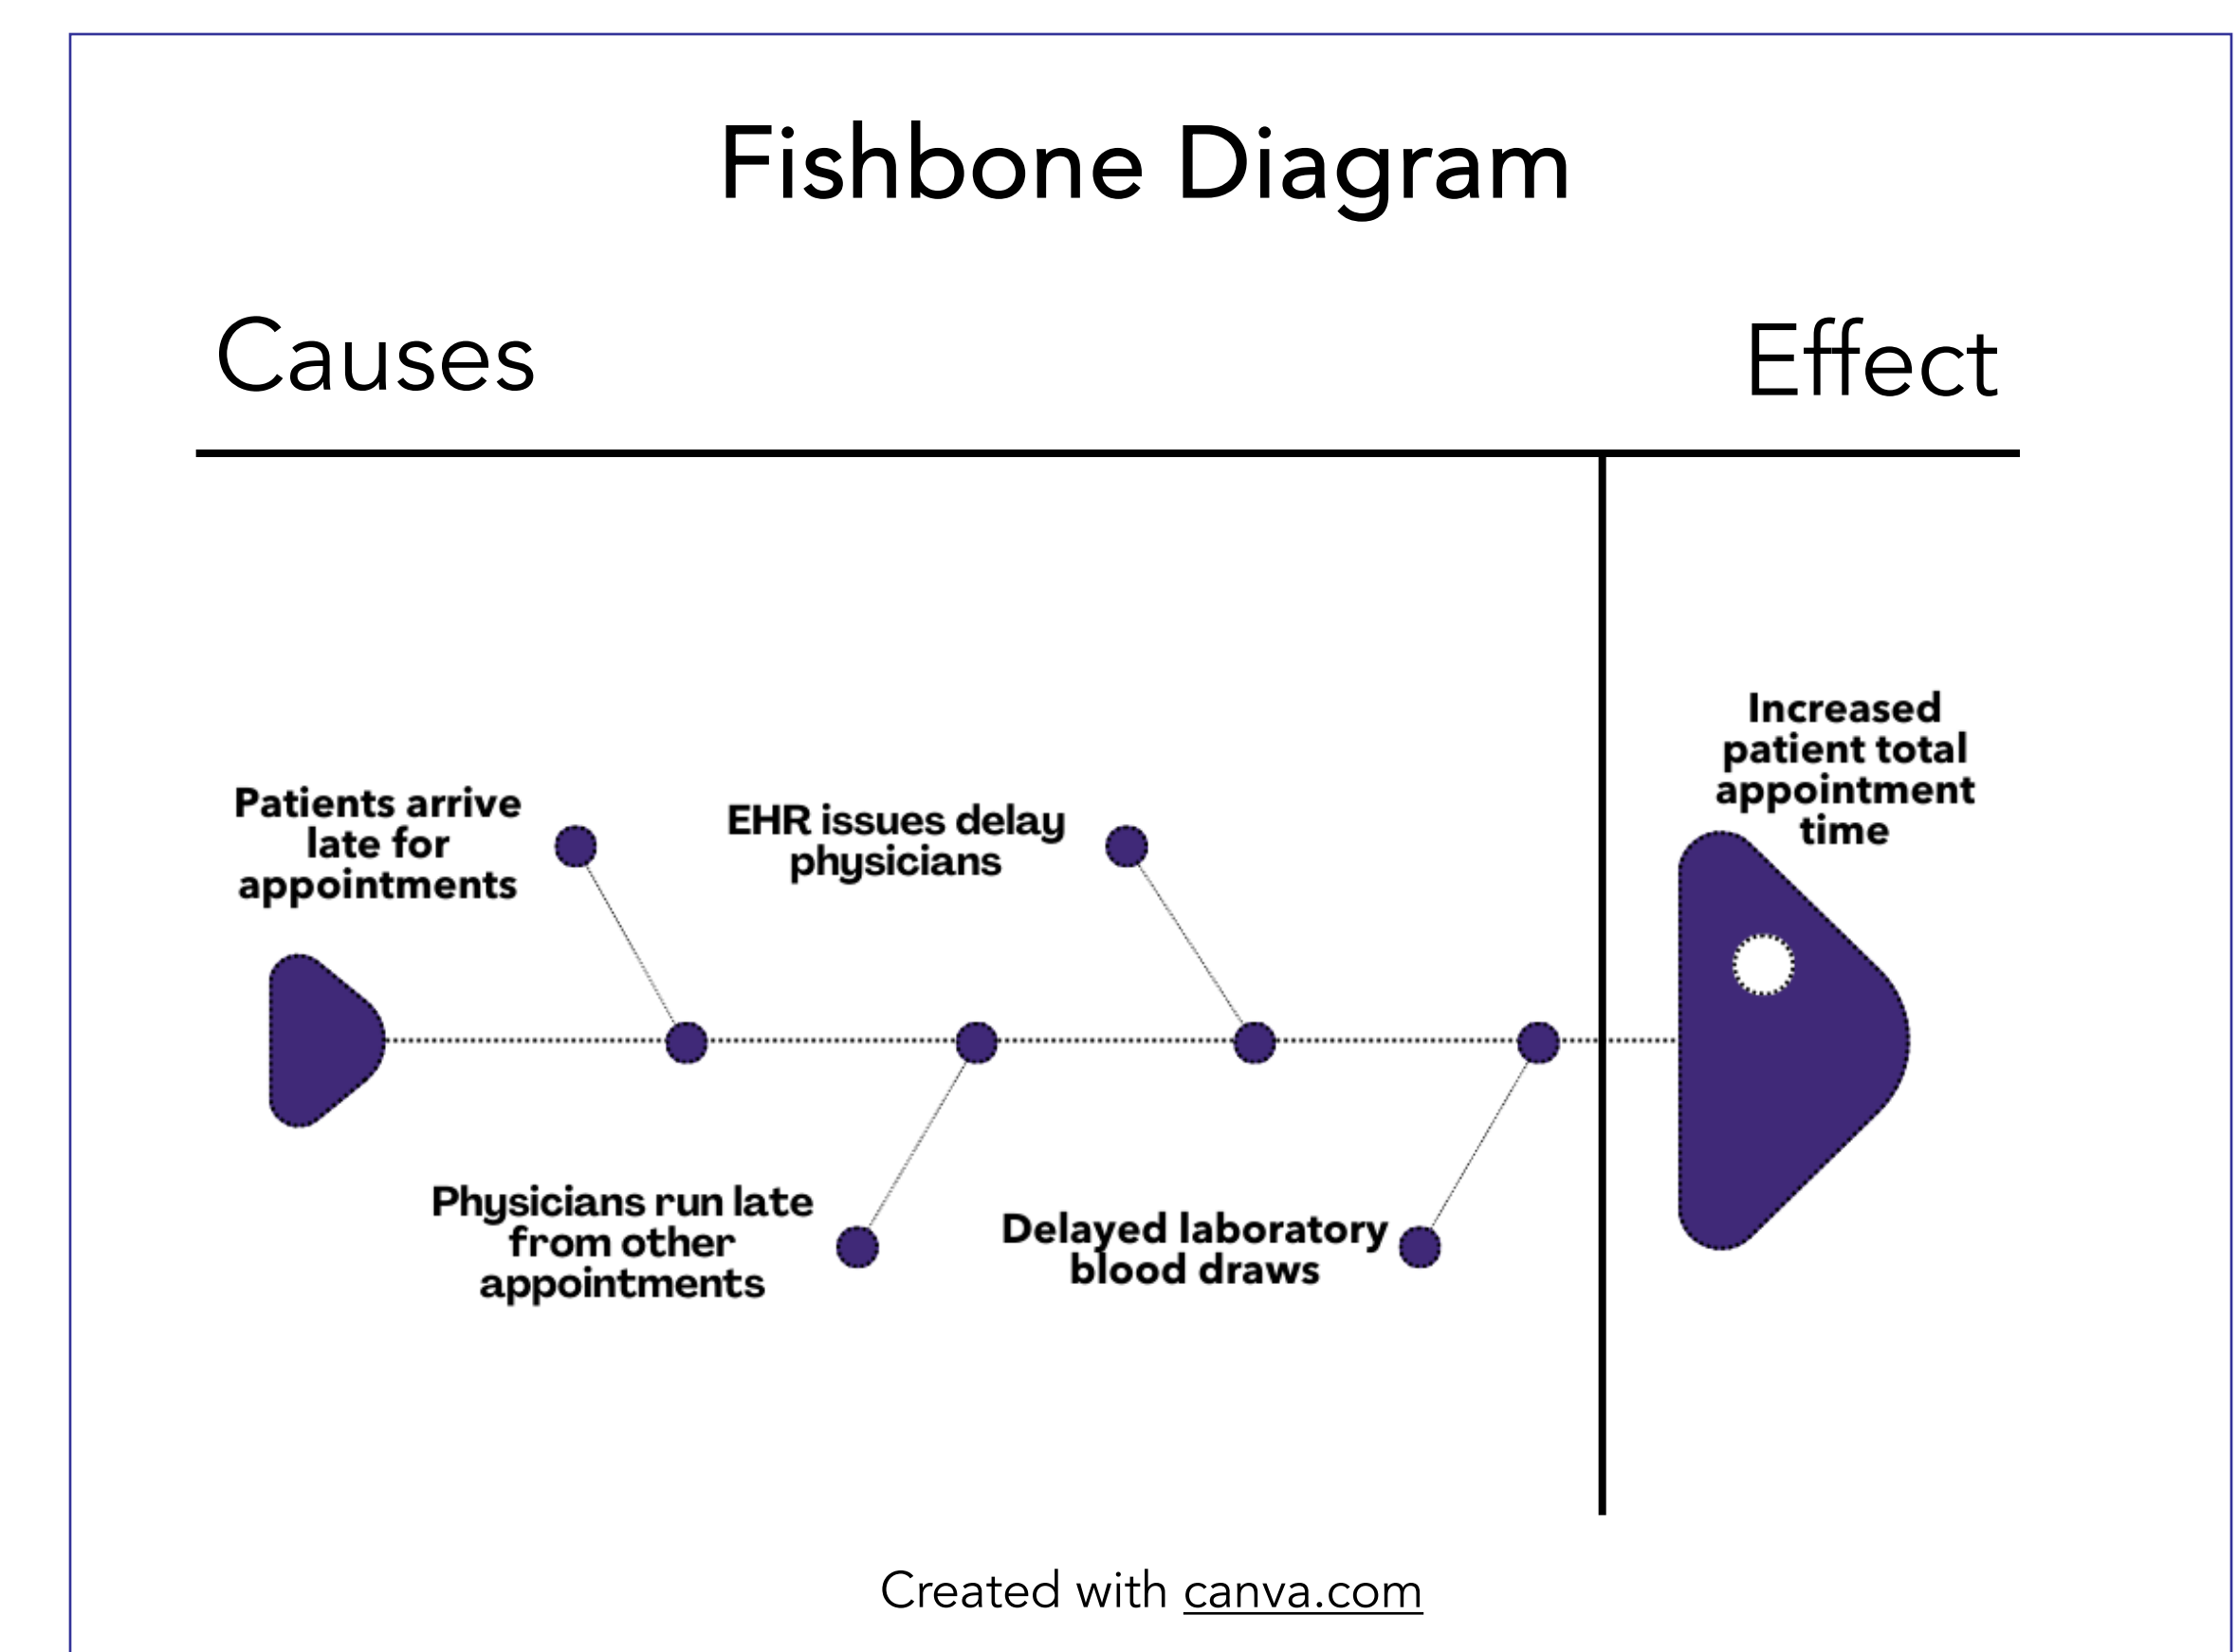 Fishbone Diagram
Causes
Effect
Patients arrive
late for
appointments
EHR issues delay
physicians
Increased
patient total
appointment
time
Physicians run late
from other
appointments
Delayed laboratory
blood draws
Created with canva.com